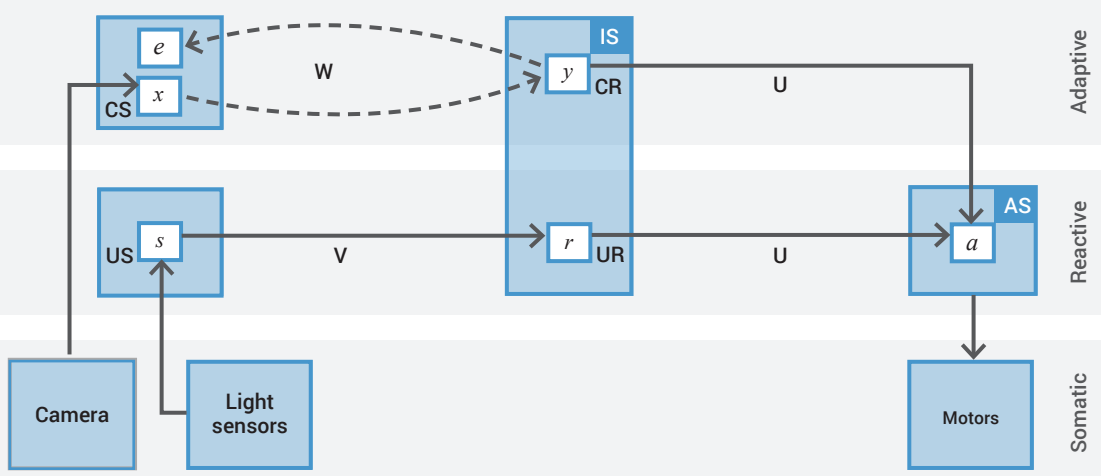 e
IS
W
y
CR
U
x
CS
Adaptive
AS
US
s
V
r
UR
U
a
Reactive
Camera
Light
sensors
Motors
Somatic